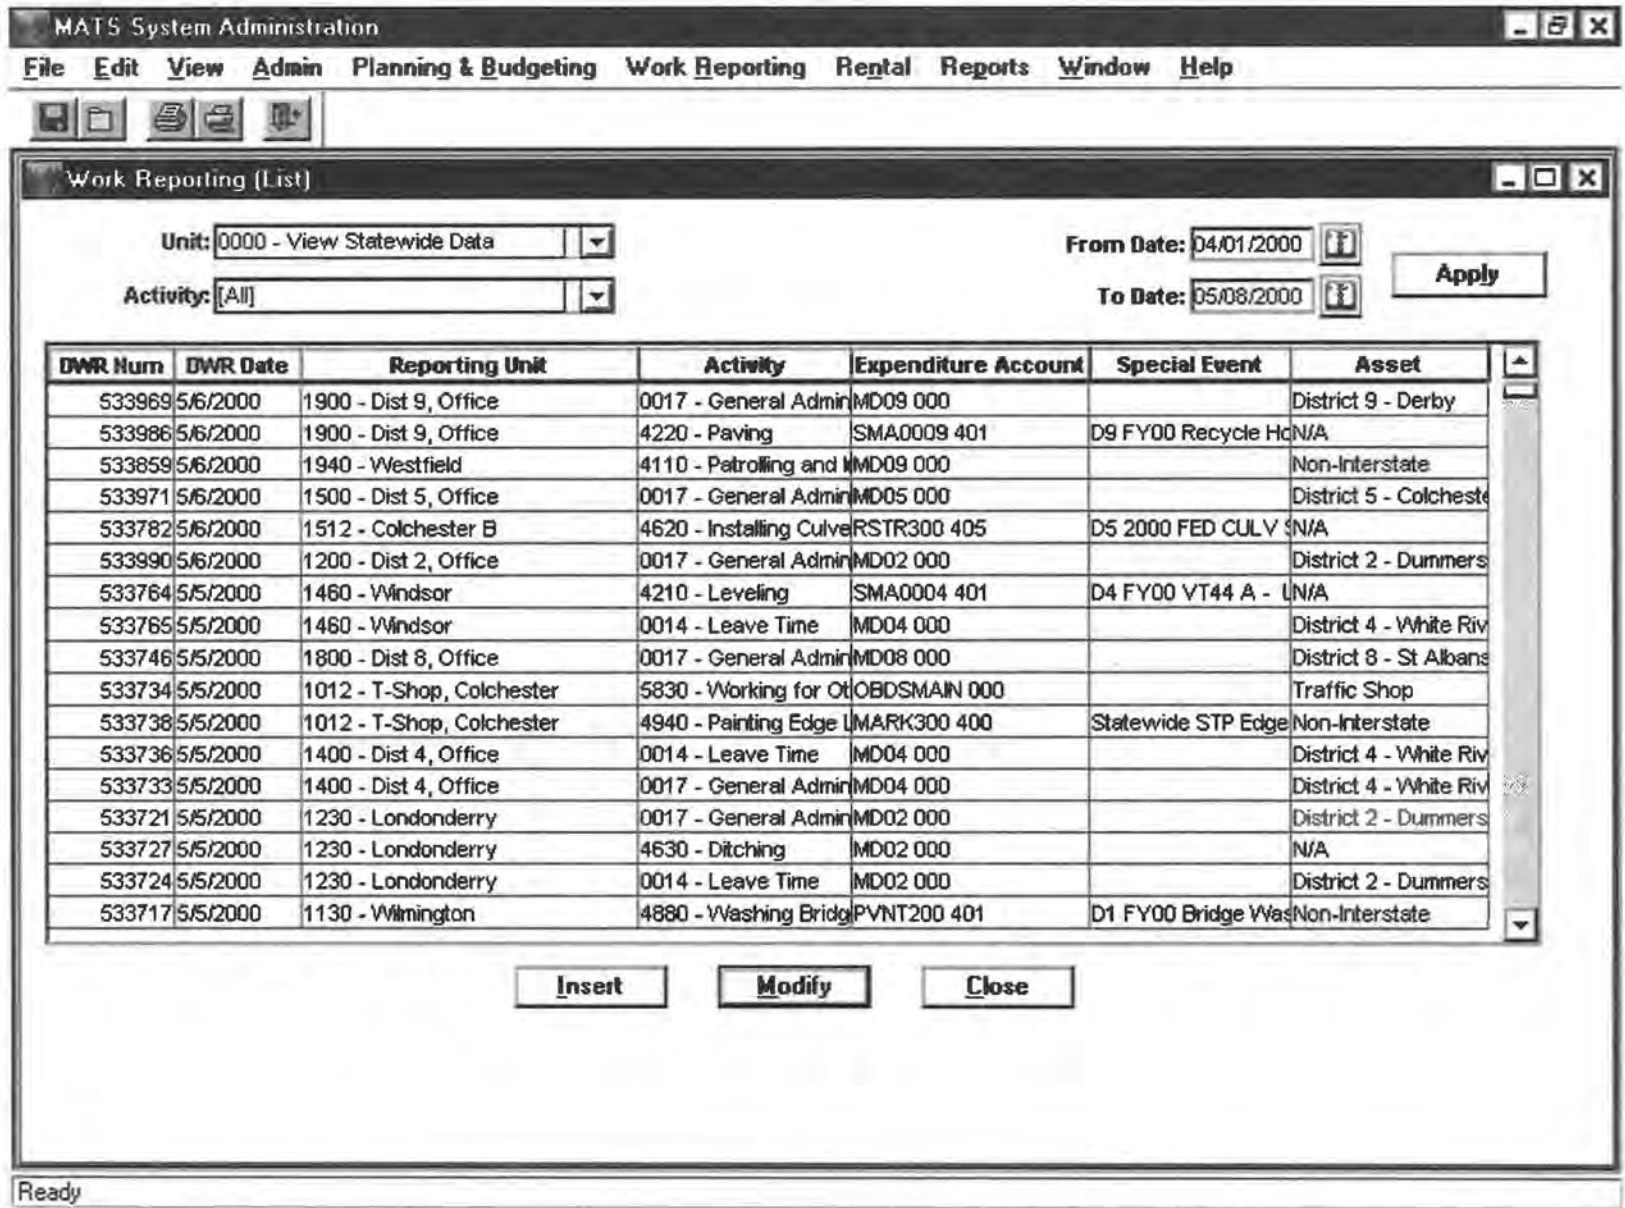 MATS System Administration
File Edit View Admin Planning & Budgeting Work Reporting Rental Reports Window Help
Work Reporting (List)
Unit: 0000 - View Statewide Data From Date: 04/01/2000
Apply
Activity: [All] To Date: 05/08/2000
DWR Num DWR Date Reporting Unit Activity Expenditure Account Special Event Asset
533969 5/6/2000 1900 - Dist 9, Office 0017 - General Admin MD09 000 District 9 - Derby
533986 5/6/2000 1900 - Dist 9, Office 4220 - Paving SMA0009 401 D9 FY00 Recycle Ho N/A
533859 5/6/2000 1940 - Westfield 4110 - Patrolling and MD09 000 Non-Interstate
533971 5/6/2000 1500 - Dist 5, Office 0017 - General Admin MD05 000 District 5 - Colcheste
533782 5/6/2000 1512 - Colchester B 4620 - Installing Culve RSTR300 405 D5 2000 FED CULV N/A
533990 5/6/2000 1200 - Dist 2, Office 0017 - General Admin MD02 000 District 2 - Dummers
533764 5/5/2000 1460 - Windsor 4210 - Leveling SMA0004 401 D4 FY00 VT44 A - N/A
533765 5/5/2000 1460 - Windsor 0014 - Leave Time MD04 000 District 4 - White Riv
533746 5/5/2000 1800 - Dist 8, Office 0017 - General Admin MD08 000 District 8 - St Albans
533734 5/5/2000 1012 - T-Shop, Colchester 5830 - Working for Ot OBDSMAIN 000 Traffic Shop
533738 5/5/2000 1012 - T-Shop, Colchester 4940 - Painting Edge L MARK300 400 Statewide STP Edge Non-Interstate
533736 5/5/2000 1400 - Dist 4, Office 0014 - Leave Time MD04 000 District 4 - White Riv
533733 5/5/2000 1400 - Dist 4, Office 0017 - General Admin MD04 000 District 4 - White Riv
533721 5/5/2000 1230 - Londonderry 0017 - General Admin MD02 000 District 2 - Dummers
533727 5/5/2000 1230 - Londonderry 4630 - Ditching MD02 000 N/A
533724 5/5/2000 1230 - Londonderry 0014 - Leave Time MD02 000 District 2 - Dummers
533717 5/5/2000 1130 - Wilmington 4880 - Washing Bridg PVNT200 401 D1 FY00 Bridge Was Non-Interstate
Insert Modify Close
Ready